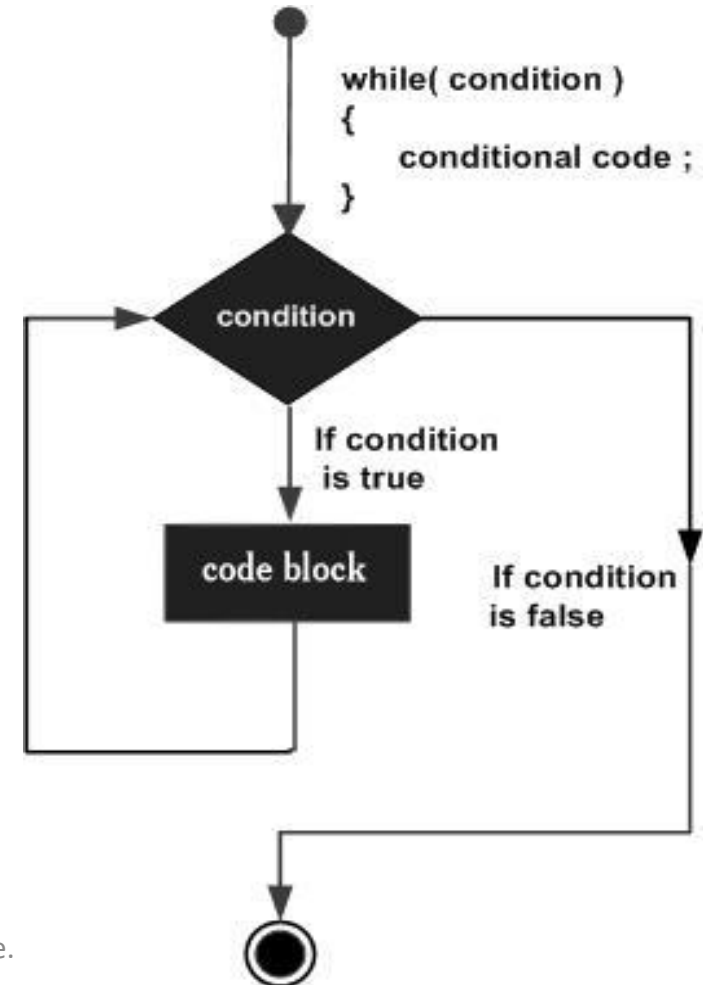 while( condition )
{
conditional code ;
}
condition
If condition
is true
code block
If condition
is false
e.